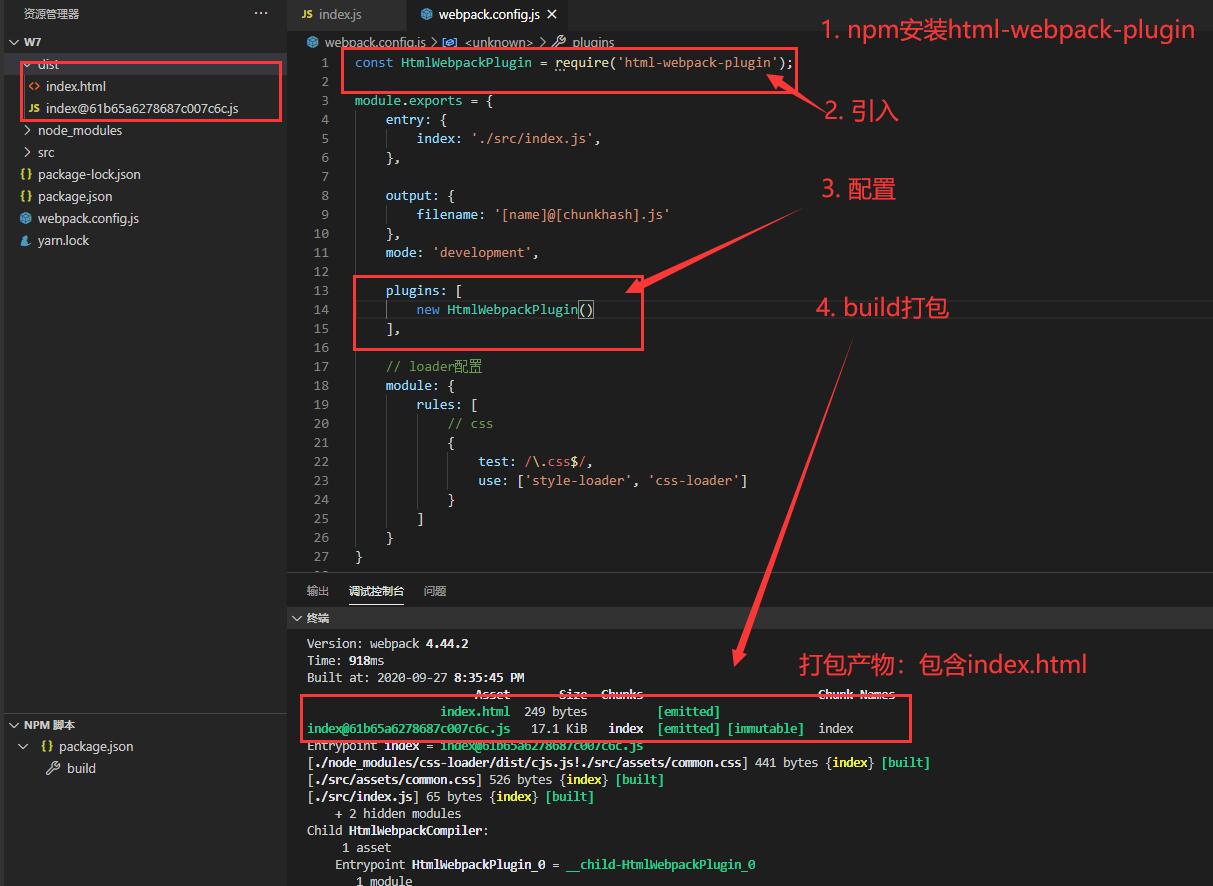 资源管理器
···
W7
dist
index.html
JS index@61b65a6278687c007c6c.js
node_modules
src
{} package-lock.json
{} package.json
webpack.config.js
yarn.lock
NPM 脚本
{} package.json
build
JS index.js
webpack.config.js
webpack.config.js > <unknown> > plugins
1 const HtmlWebpackPlugin = require('html-webpack-plugin');
2
3 module.exports = {
4 entry: {
5 index: './src/index.js',
6 },
7
8 output: {
9 filename: '[name]@[chunkhash].js'
10 },
11 mode: 'development',
12
13 plugins: [
14 new HtmlWebpackPlugin()
15 ],
16
17 // loader配置
18 module: {
19 rules: [
20 // css
21 {
22 test: /\.css$/,
23 use: ['style-loader', 'css-loader']
24 }
25 ]
26 }
27 }
1. npm安装html-webpack-plugin
2. 引入
3. 配置
4. build打包
输出 调试控制台 问题
终端
Version: webpack 4.44.2
Time: 918ms
Built at: 2020-09-27 8:35:45 PM
打包产物：包含index.html
Asset Size Chunks Chunk Names
index.html 249 bytes [emitted]
index@61b65a6278687c007c6c.js 17.1 KiB index [emitted] [immutable] index
Entrypoint index = index@61b65a6278687c007c6c.js
[./node_modules/css-loader/dist/cjs.js!./src/assets/common.css] 441 bytes {index} [built]
[./src/assets/common.css] 526 bytes {index} [built]
[./src/index.js] 65 bytes {index} [built]
+ 2 hidden modules
Child HtmlWebpackCompiler:
1 asset
Entrypoint HtmlWebpackPlugin_0 = __child-HtmlWebpackPlugin_0
1 module